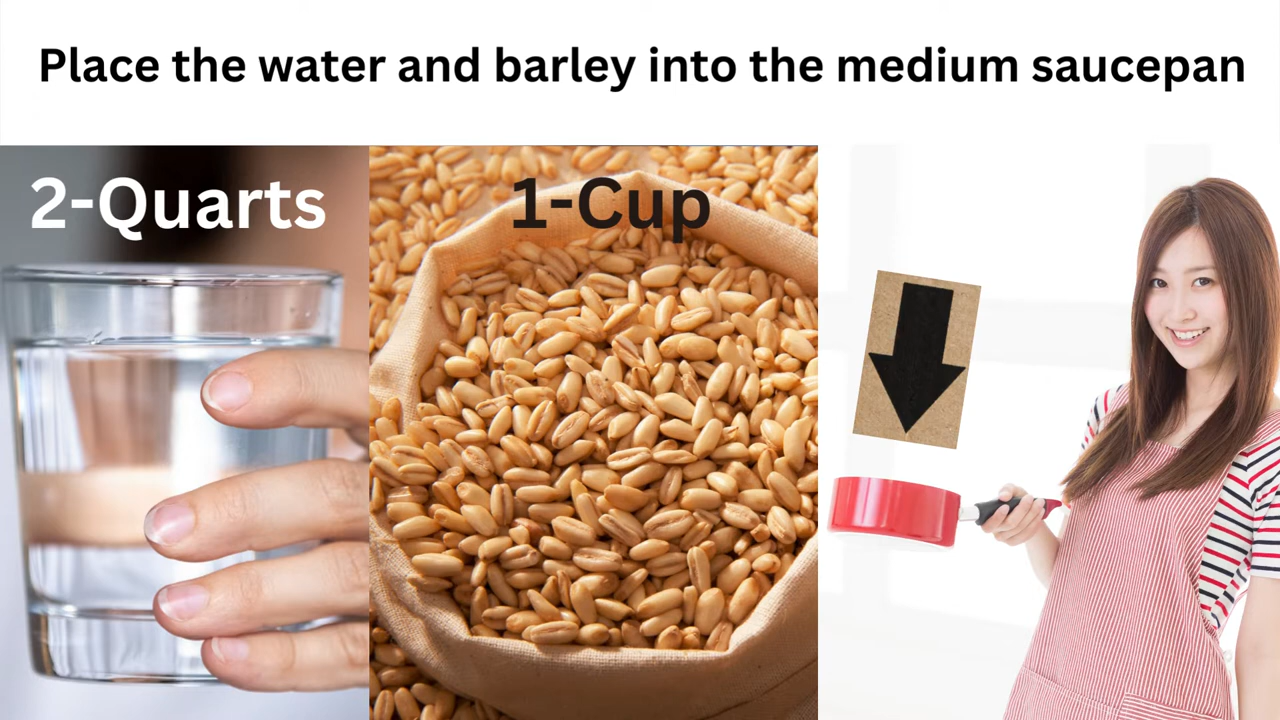 Place the water and barley into the medium saucepan
2-Quarts
1-Cup